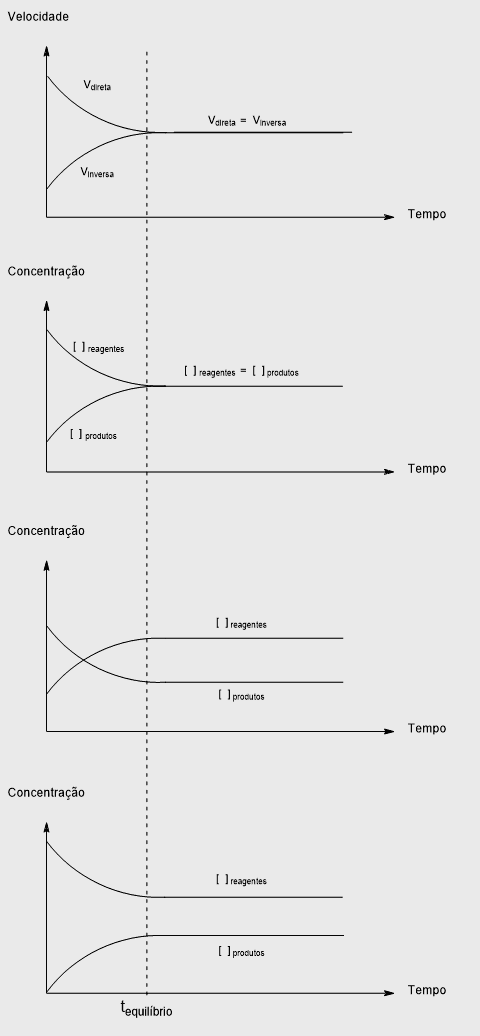 Velocidade
Vdireta
Vdireta = Vinversa
Vinversa
Tempo
Concentração
[ ] reagentes
[ ] reagentes = [ ] produtos
[ ] produtos
Tempo
Concentração
[ ] reagentes
[ ] produtos
Tempo
Concentração
[ ] reagentes
[ ] produtos
Tempo
tequilíbrio